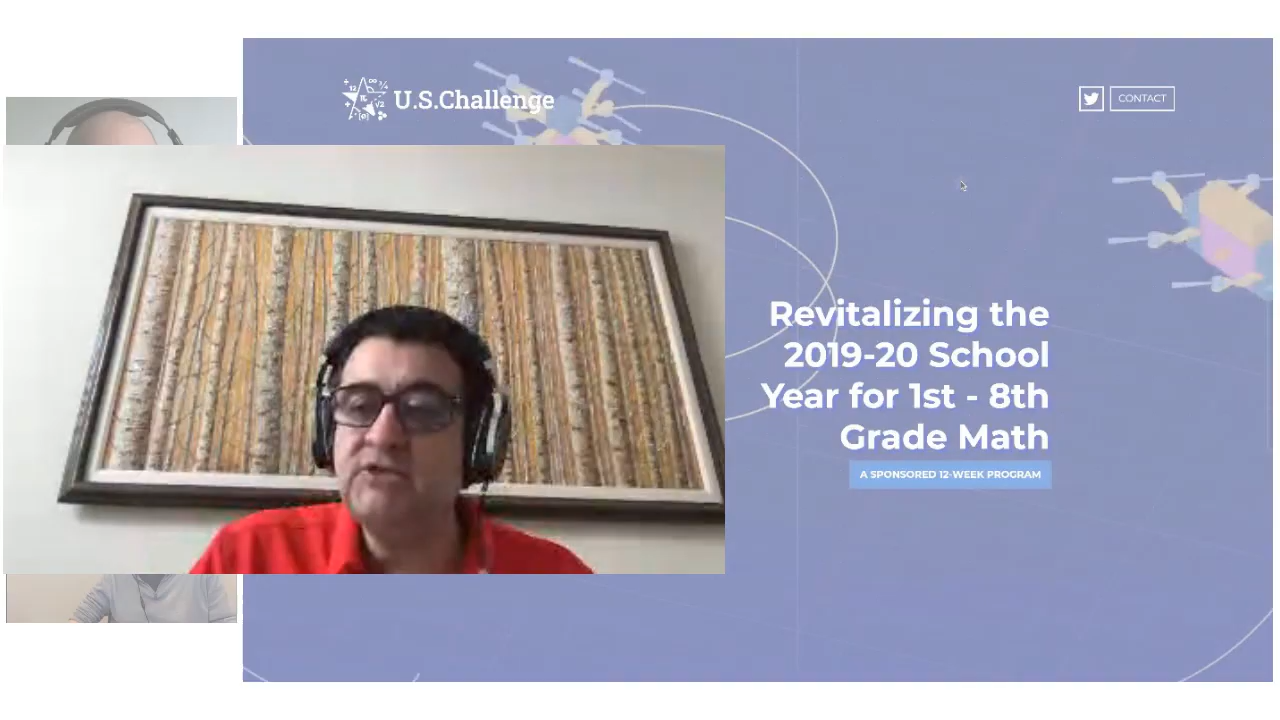 U.S.Challenge
CONTACT
Revitalizing the
2019-20 School
Year for 1st - 8th
Grade Math
A SPONSORED 12-WEEK PROGRAM